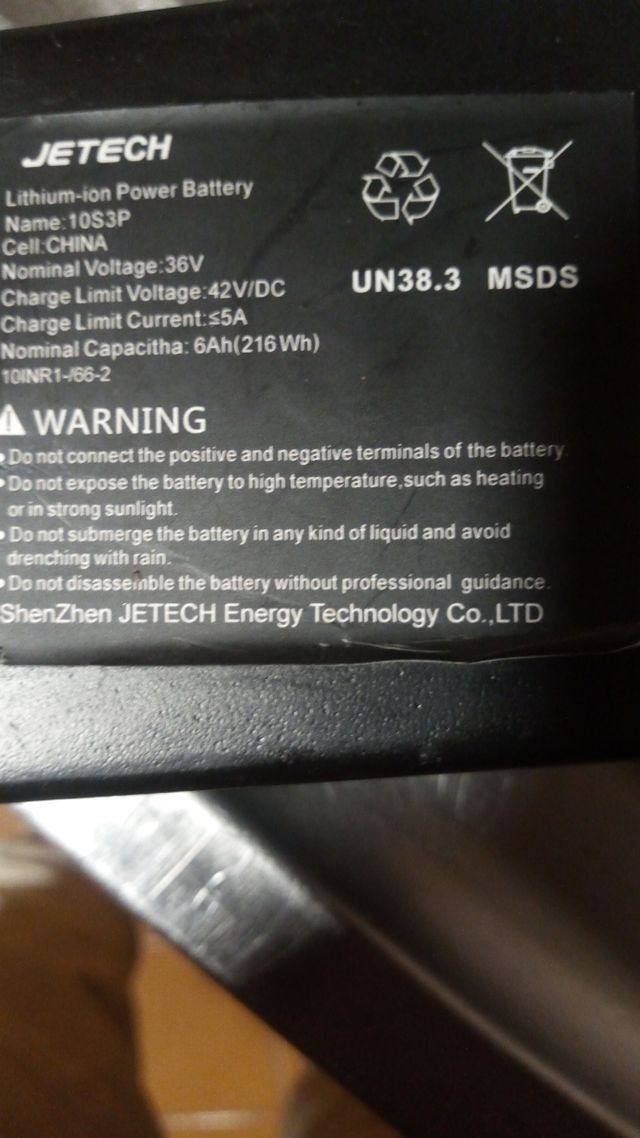 JETECH
Lithium-ion Power Battery
Name:10S3P
Cell:CHINA
Nominal Voltage:36V
Charge Limit Voltage:42V/DC
Charge Limit Current:≤5A
Nominal Capacitha: 6Ah(216Wh)
10INR1-/66-2
UN38.3 MSDS
WARNING
• Do not connect the positive and negative terminals of the battery.
• Do not expose the battery to high temperature,such as heating
or in strong sunlight.
• Do not submerge the battery in any kind of liquid and avoid
drenching with rain.
• Do not disassemble the battery without professional guidance.
ShenZhen JETECH Energy Technology Co.,LTD